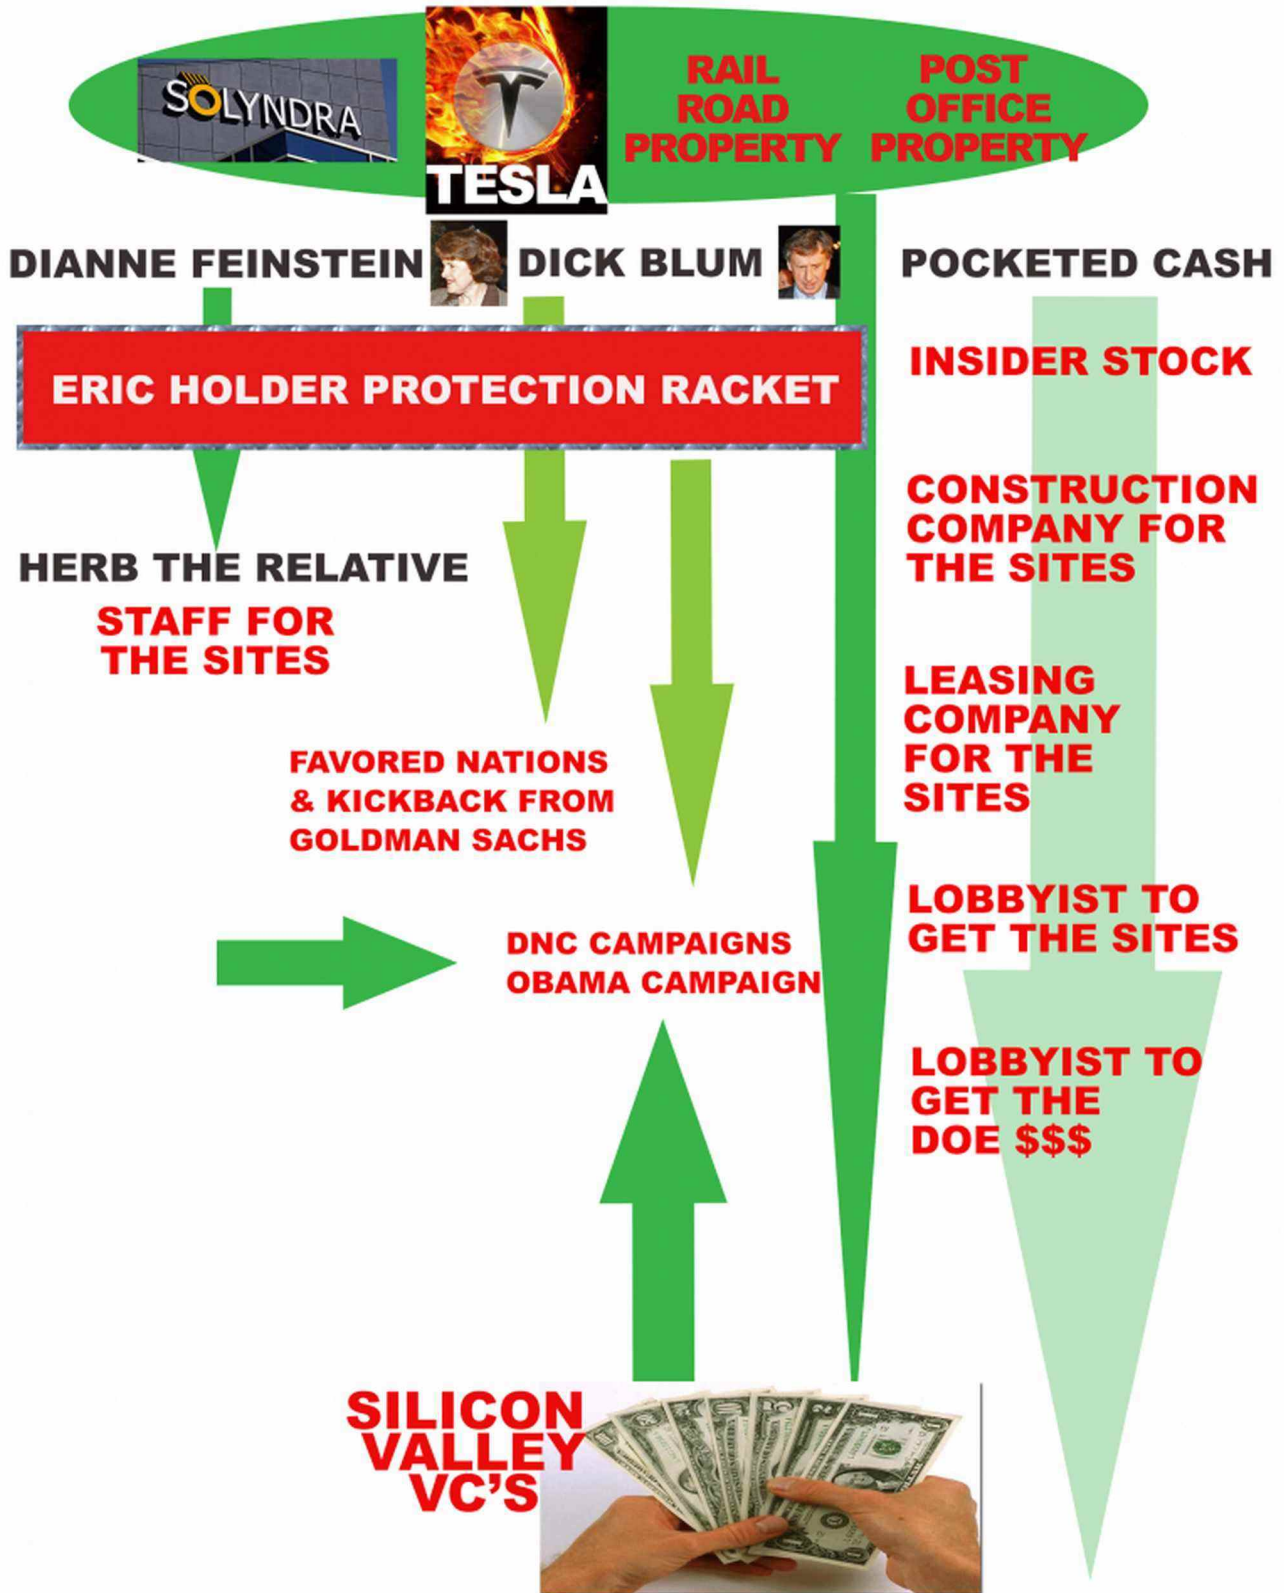 SOLYNDRA
TESLA
RAIL
ROAD
PROPERTY
POST
OFFICE
PROPERTY
DIANNE FEINSTEIN
DICK BLUM
POCKETED CASH
ERIC HOLDER PROTECTION RACKET
INSIDER STOCK
CONSTRUCTION
COMPANY FOR
THE SITES
HERB THE RELATIVE
STAFF FOR
THE SITES
LEASING
COMPANY
FOR THE
SITES
FAVORED NATIONS
& KICKBACK FROM
GOLDMAN SACHS
LOBBYIST TO
GET THE SITES
DNC CAMPAIGNS
OBAMA CAMPAIGN
LOBBYIST TO
GET THE
DOE $$$
SILICON
VALLEY
VC'S